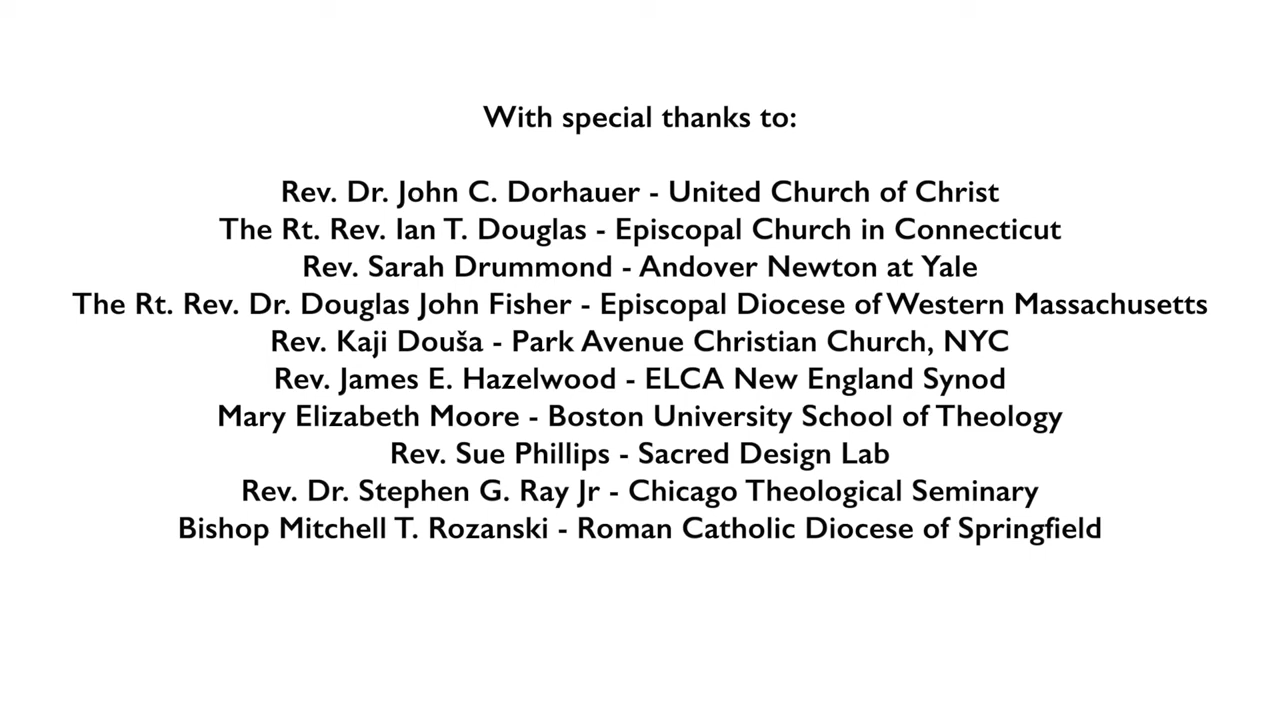 With special thanks to:
Rev. Dr. John C. Dorhauer - United Church of Christ
The Rt. Rev. Ian T. Douglas - Episcopal Church in Connecticut
Rev. Sarah Drummond - Andover Newton at Yale
The Rt. Rev. Dr. Douglas John Fisher - Episcopal Diocese of Western Massachusetts
Rev. Kaji Douša - Park Avenue Christian Church, NYC
Rev. James E. Hazelwood - ELCA New England Synod
Mary Elizabeth Moore - Boston University School of Theology
Rev. Sue Phillips - Sacred Design Lab
Rev. Dr. Stephen G. Ray Jr - Chicago Theological Seminary
Bishop Mitchell T. Rozanski - Roman Catholic Diocese of Springfield